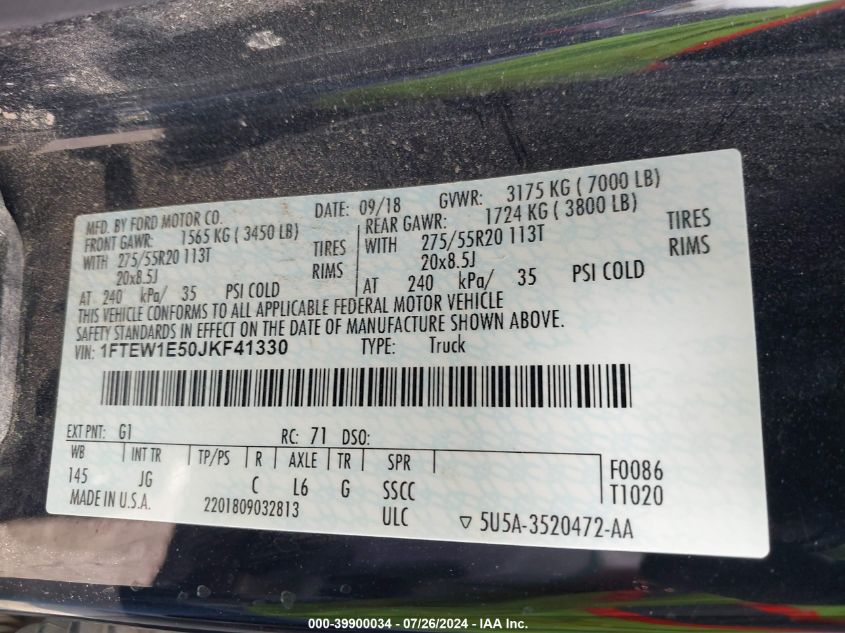 MFD. BY FORD MOTOR CO. DATE: 09/18 GVWR: 3175 KG ( 7000 LB)
FRONT GAWR: 1565 KG ( 3450 LB) REAR GAWR: 1724 KG ( 3800 LB)
WITH 275/55R20 113T TIRES WITH 275/55R20 113T TIRES
20x8.5J RIMS 20x8.5J RIMS
AT 240 kPa/ 35 PSI COLD AT 240 kPa/ 35 PSI COLD
THIS VEHICLE CONFORMS TO ALL APPLICABLE FEDERAL MOTOR VEHICLE
SAFETY STANDARDS IN EFFECT ON THE DATE OF MANUFACTURE SHOWN ABOVE.
VIN: 1FTEW1E50JKF41330 TYPE: Truck
EXT PNT: G1 RC: 71 DSO:
WB INT TR TP/PS R AXLE TR SPR F0086
145 JG C L6 G SSCC T1020
MADE IN U.S.A. 2201809032813 ULC ▽ 5U5A-3520472-AA
000-39900034 - 07/26/2024 - IAA Inc.